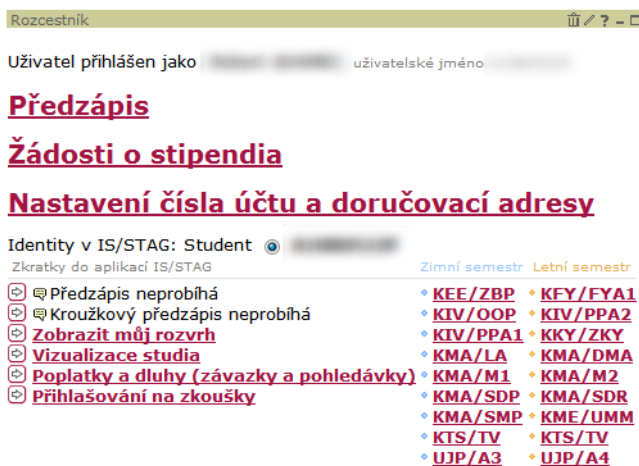 Rozcestník
Uživatel přihlášen jako uživatelské jméno
Předzápis
Žádosti o stipendia
Nastavení čísla účtu a doručovací adresy
Identity v IS/STAG: Student
Zkratky do aplikací IS/STAG Zimní semestr Letní semestr
Předzápis neprobíhá KEE/ZBP KFY/FYA1
Kroužkový předzápis neprobíhá KIV/OOP KIV/PPA2
Zobrazit můj rozvrh KIV/PPA1 KKY/ZKY
Vizualizace studia KMA/LA KMA/DMA
Poplatky a dluhy (závazky a pohledávky) KMA/M1 KMA/M2
Přihlašování na zkoušky KMA/SDP KMA/SDR
KMA/SMP KME/UMM
KTS/TV KTS/TV
UJP/A3 UJP/A4